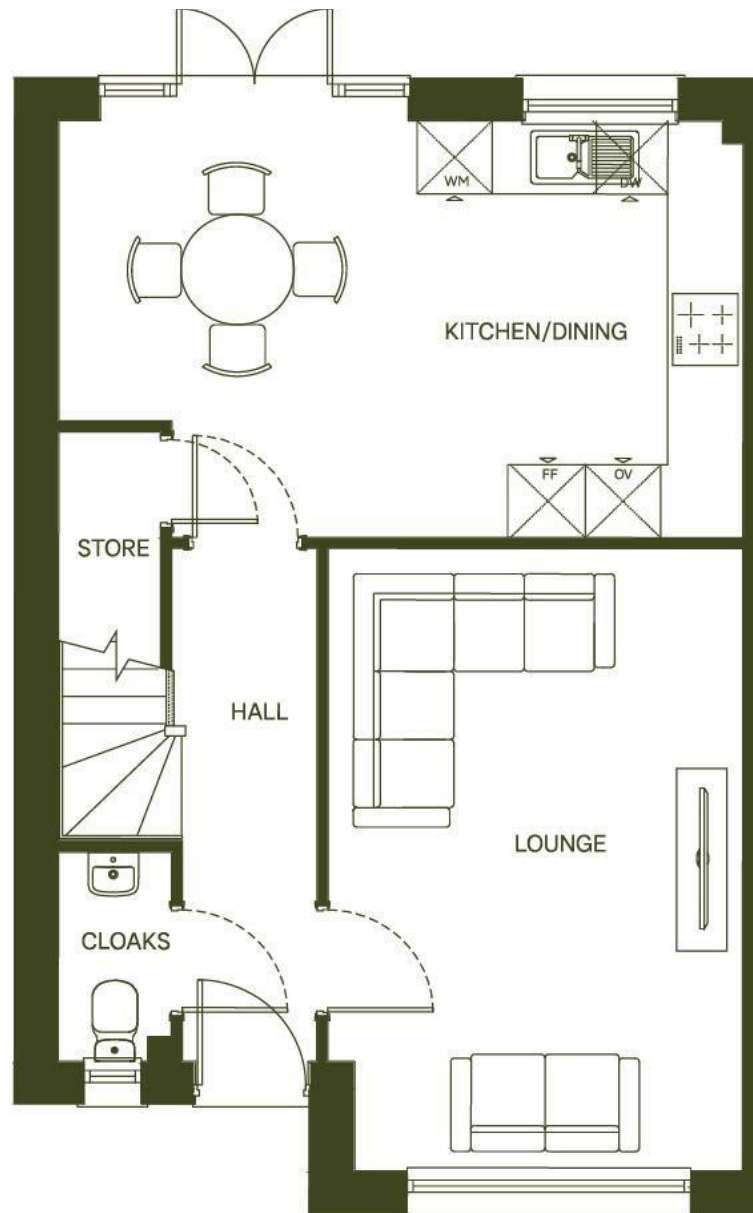 WM
DW
KITCHEN/DINING
FF
OV
STORE
HALL
LOUNGE
CLOAKS